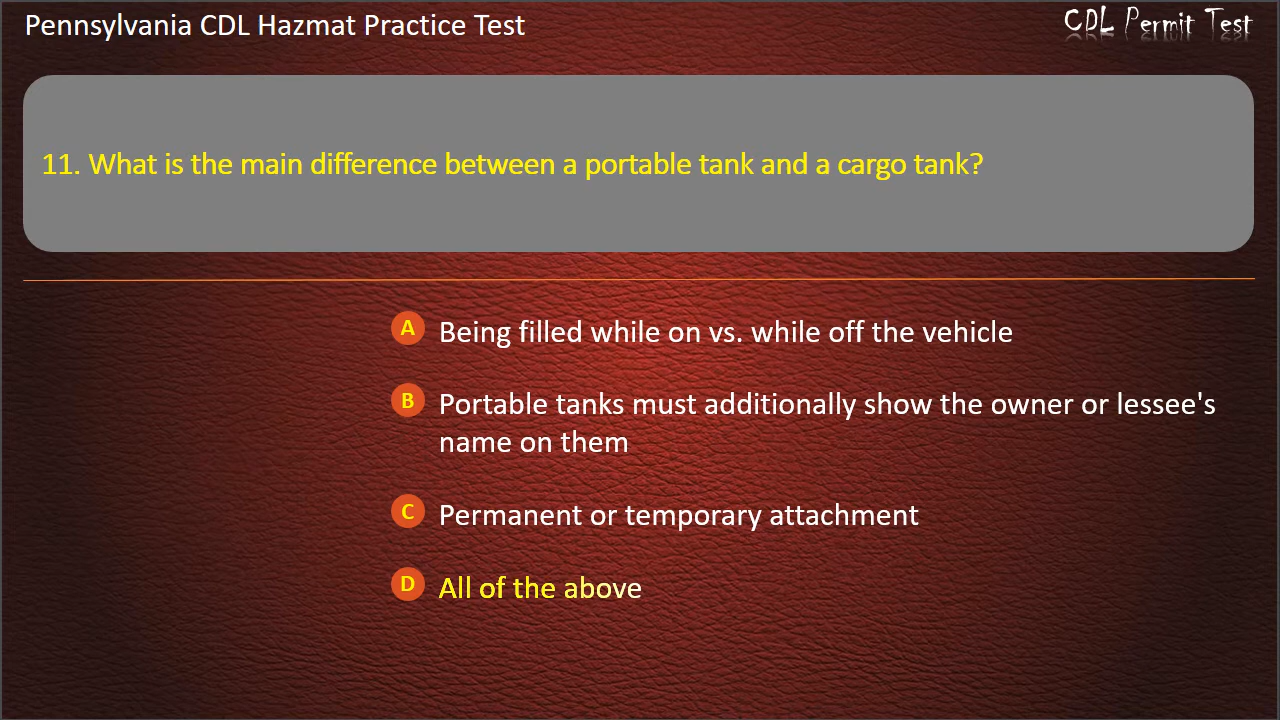 Pennsylvania CDL Hazmat Practice Test
CDL Permit Test
11. What is the main difference between a portable tank and a cargo tank?
A Being filled while on vs. while off the vehicle
B Portable tanks must additionally show the owner or lessee's
name on them
C Permanent or temporary attachment
D All of the above